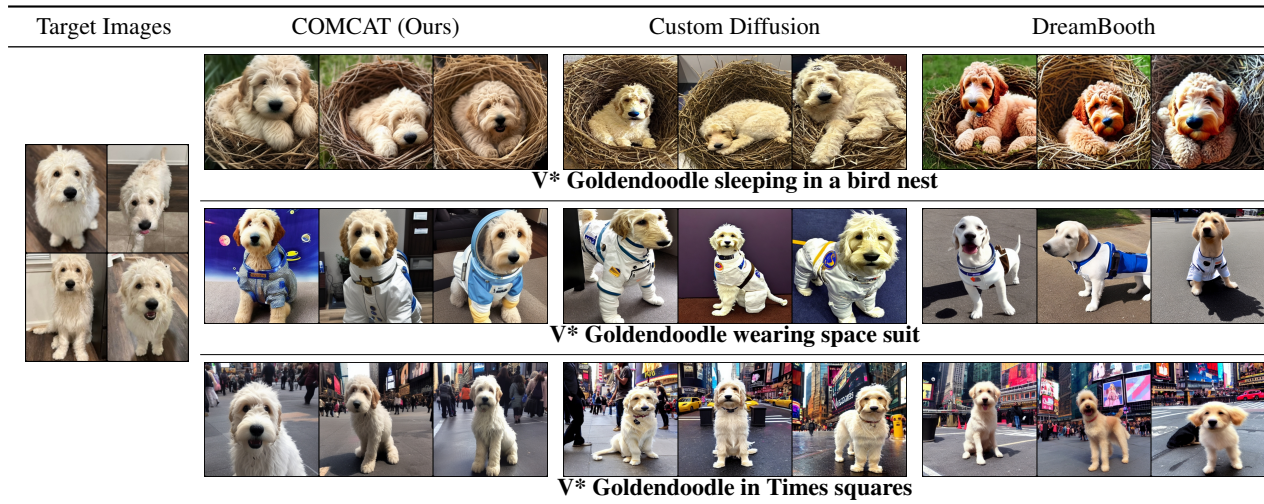 Target Images
COMCAT (Ours)
Custom Diffusion
DreamBooth
V* Goldendoodle sleeping in a bird nest
V* Goldendoodle wearing space suit
V* Goldendoodle in Times squares